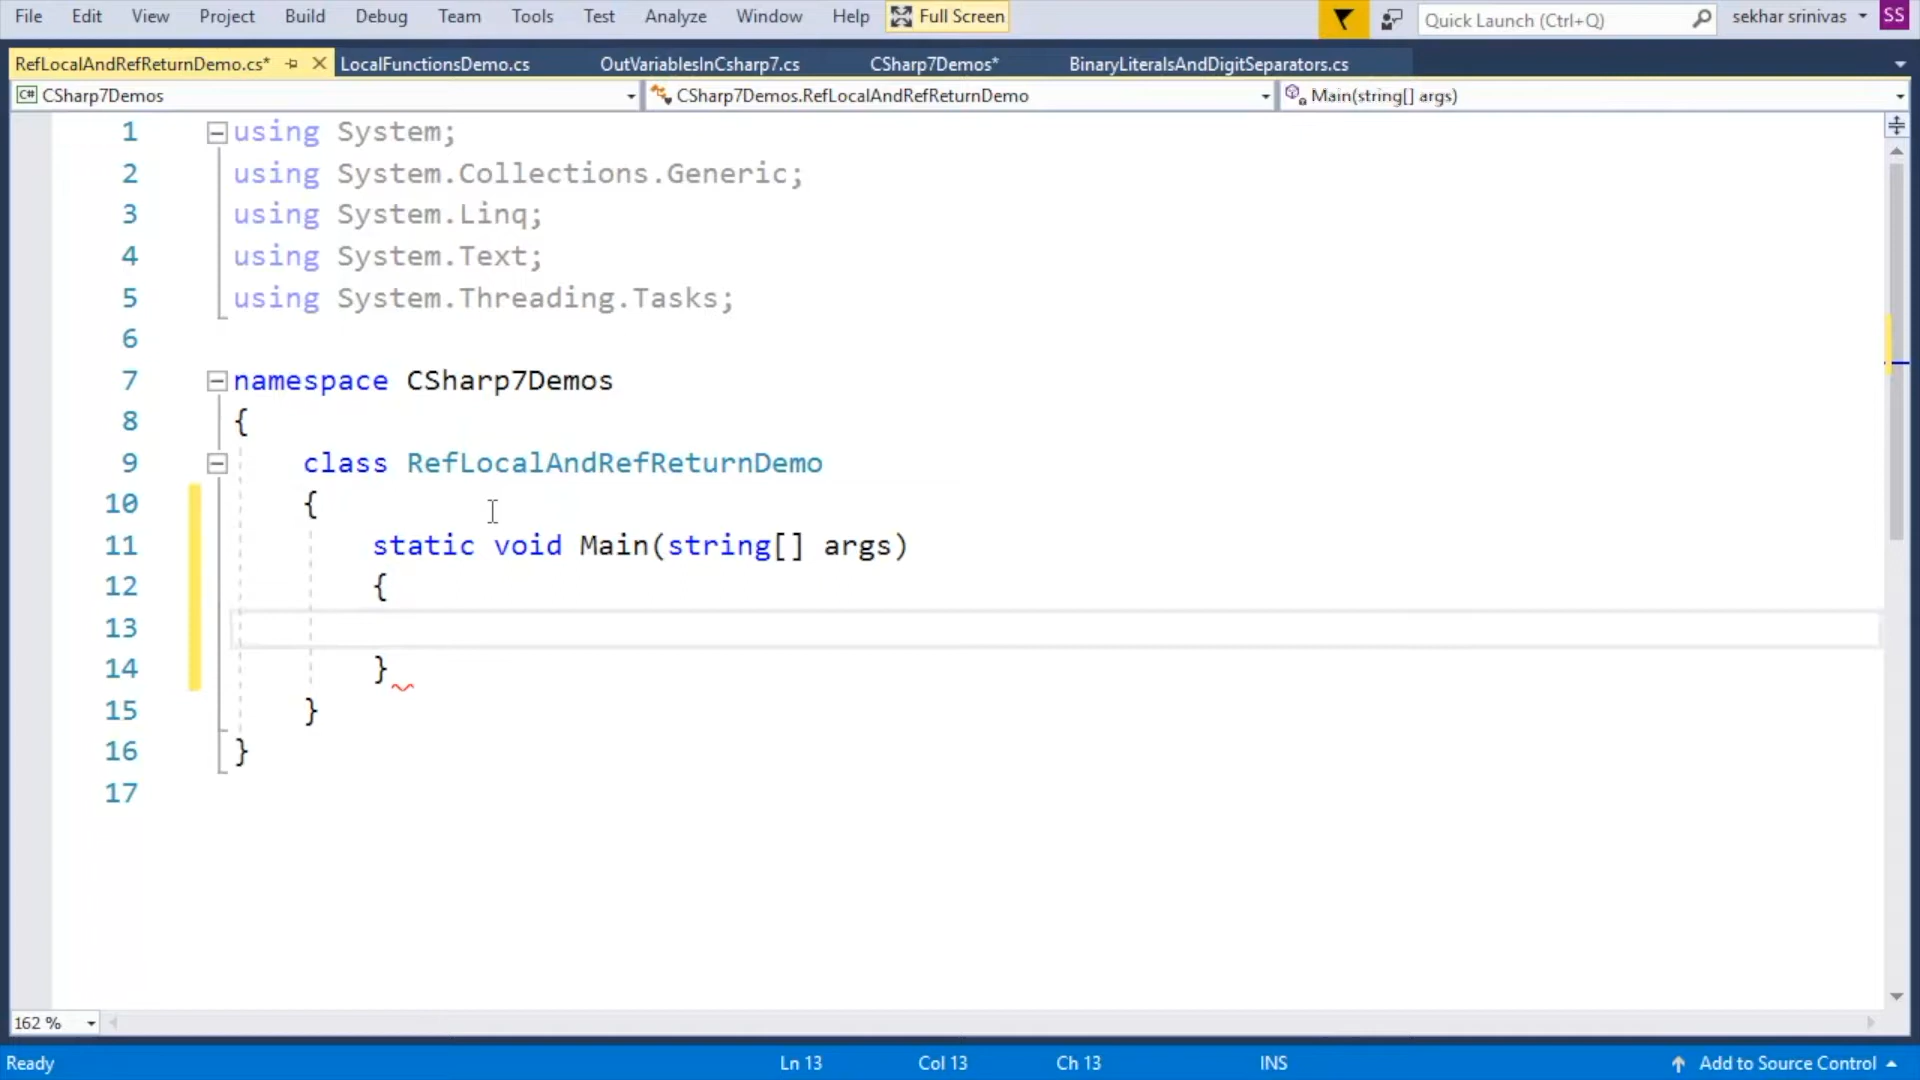 File Edit View Project Build Debug Team Tools Test Analyze Window Help Full Screen Quick Launch (Ctrl+Q) sekhar srinivas SS
RefLocalAndRefReturnDemo.cs* LocalFunctionsDemo.cs OutVariablesInCsharp7.cs CSharp7Demos* BinaryLiteralsAndDigitSeparators.cs
C# CSharp7Demos CSharp7Demos.RefLocalAndRefReturnDemo Main(string[] args)
1 using System;
2 using System.Collections.Generic;
3 using System.Linq;
4 using System.Text;
5 using System.Threading.Tasks;
6
7 namespace CSharp7Demos
8 {
9 class RefLocalAndRefReturnDemo
10 {
11 static void Main(string[] args)
12 {
13
14 }
15 }
16 }
17
162 %
Ready Ln 13 Col 13 Ch 13 INS Add to Source Control